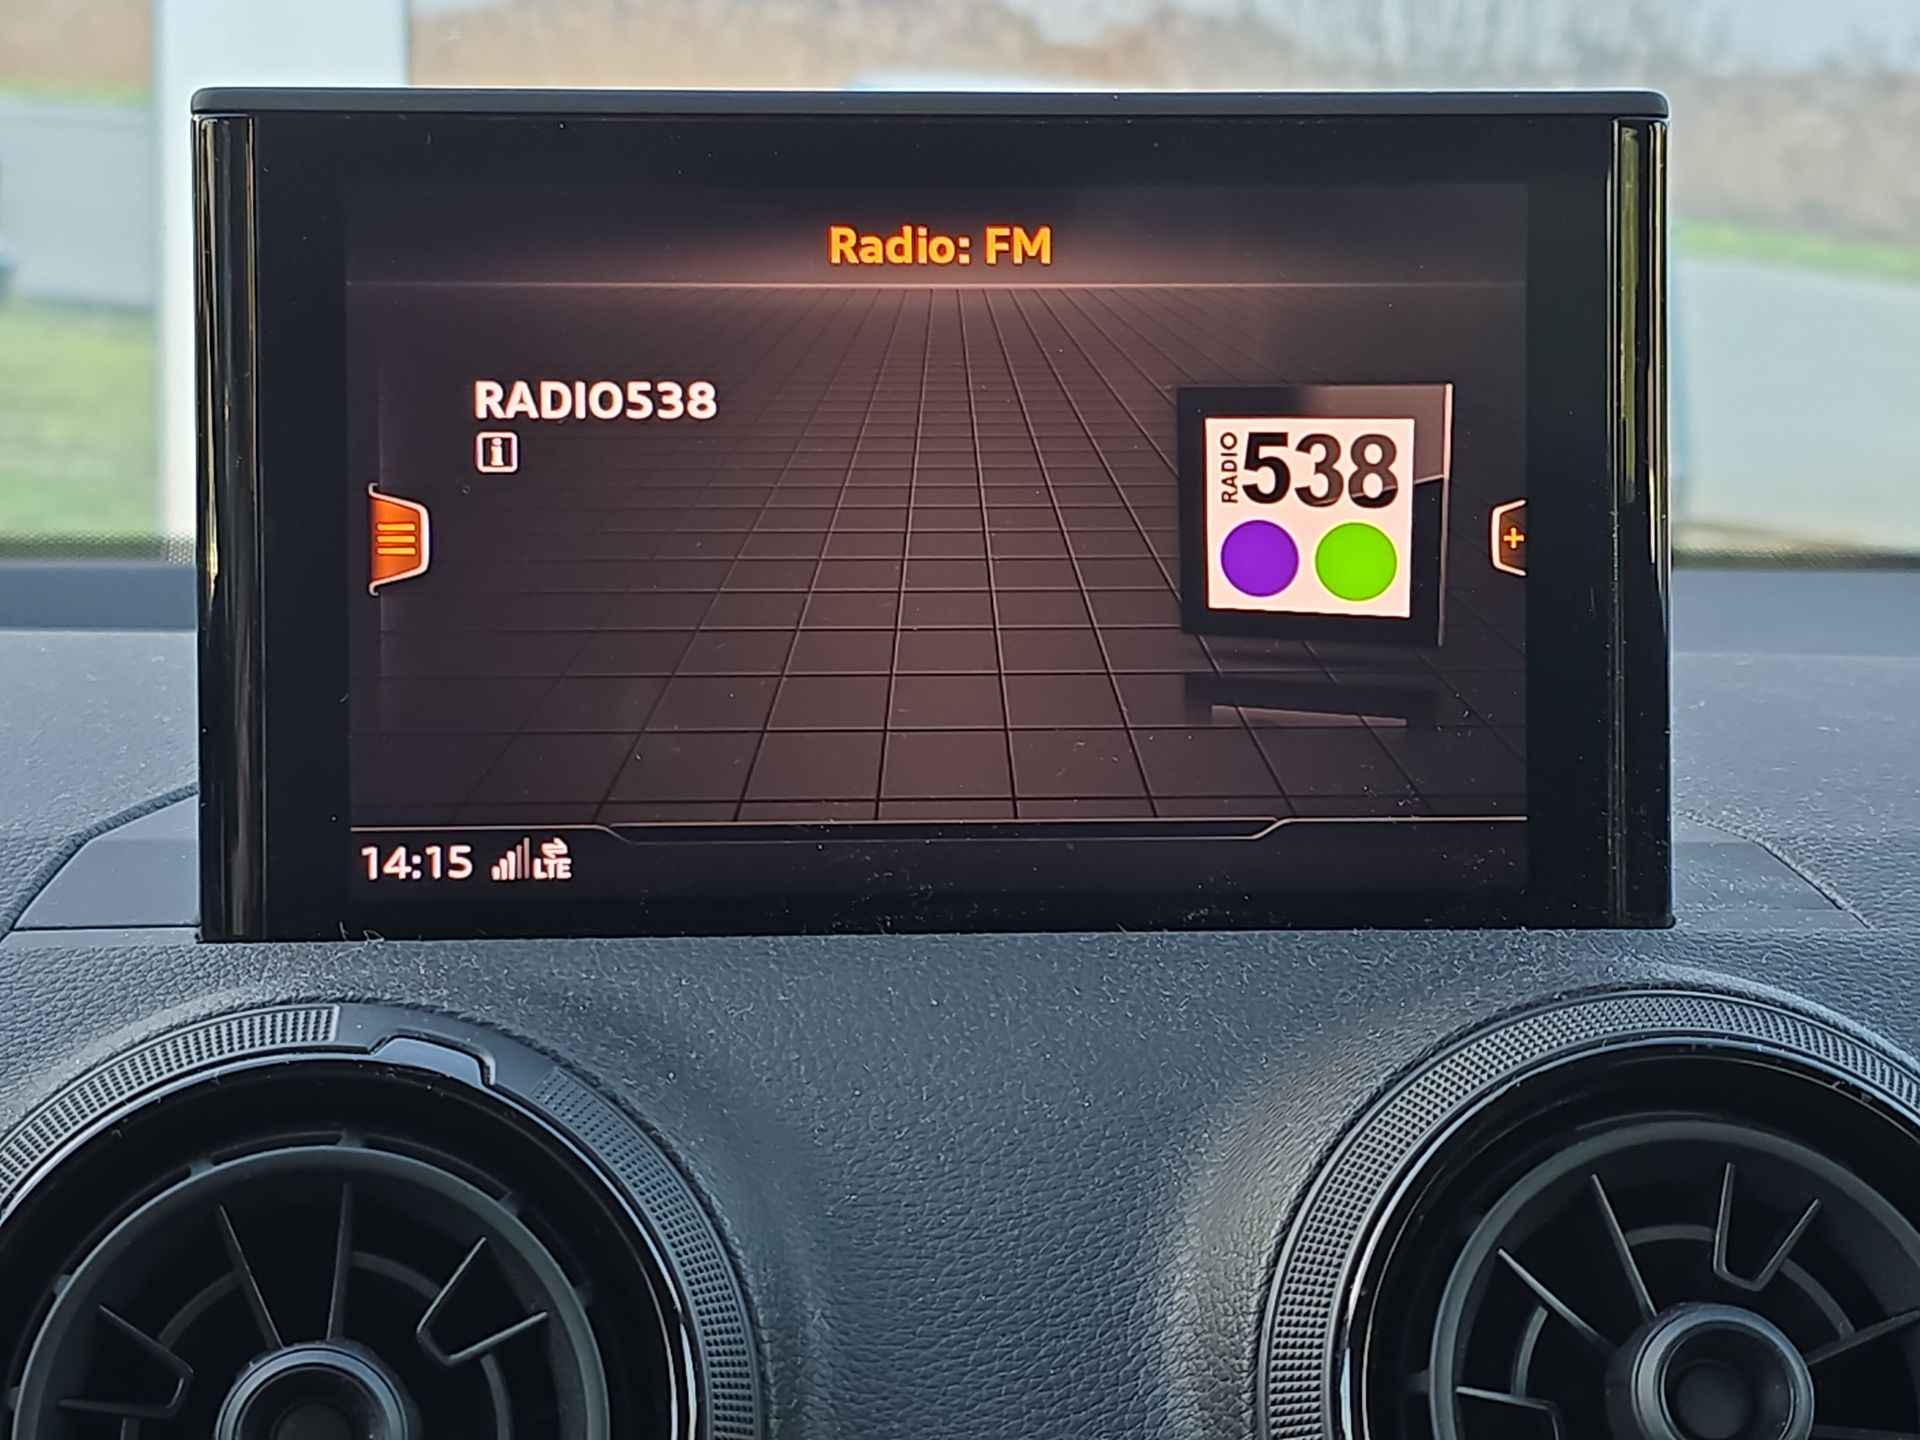 Radio: FM
RADIO538
i
RADIO
538
+
14:15 LTE